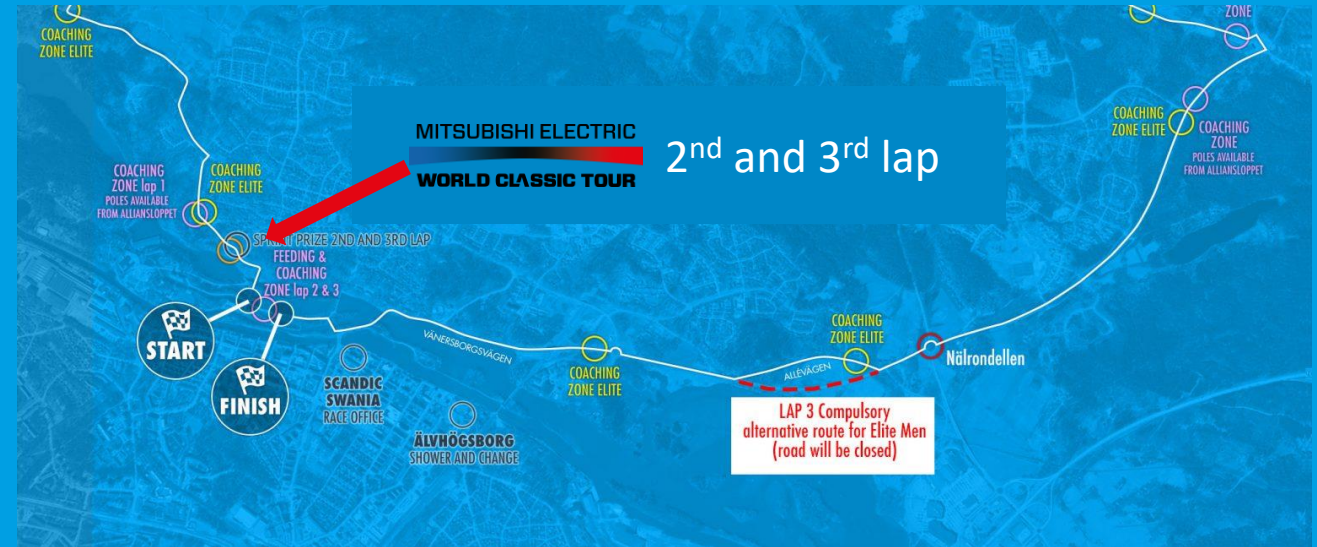 COACHING
ZONE ELITE
ZONE
MITSUBISHI ELECTRIC
WORLD CLASSIC TOUR
2nd and 3rd lap
COACHING
ZONE ELITE
COACHING
ZONE
POLES AVAILABLE
FROM ALLIANSLOPPET
COACHING
ZONE lap 1
POLES AVAILABLE
FROM ALLIANSLOPPET
COACHING
ZONE ELITE
SPRINT PRIZE 2ND AND 3RD LAP
FEEDING &
COACHING
ZONE lap 2 & 3
START
FINISH
VÄNERSBORGSVÄGEN
SCANDIC
SWANIA
RACE OFFICE
ÄLVHÖGSBORG
SHOWER AND CHANGE
COACHING
ZONE ELITE
COACHING
ZONE ELITE
ALLÉVÄGEN
Nälrondellen
LAP 3 Compulsory
alternative route for Elite Men
(road will be closed)